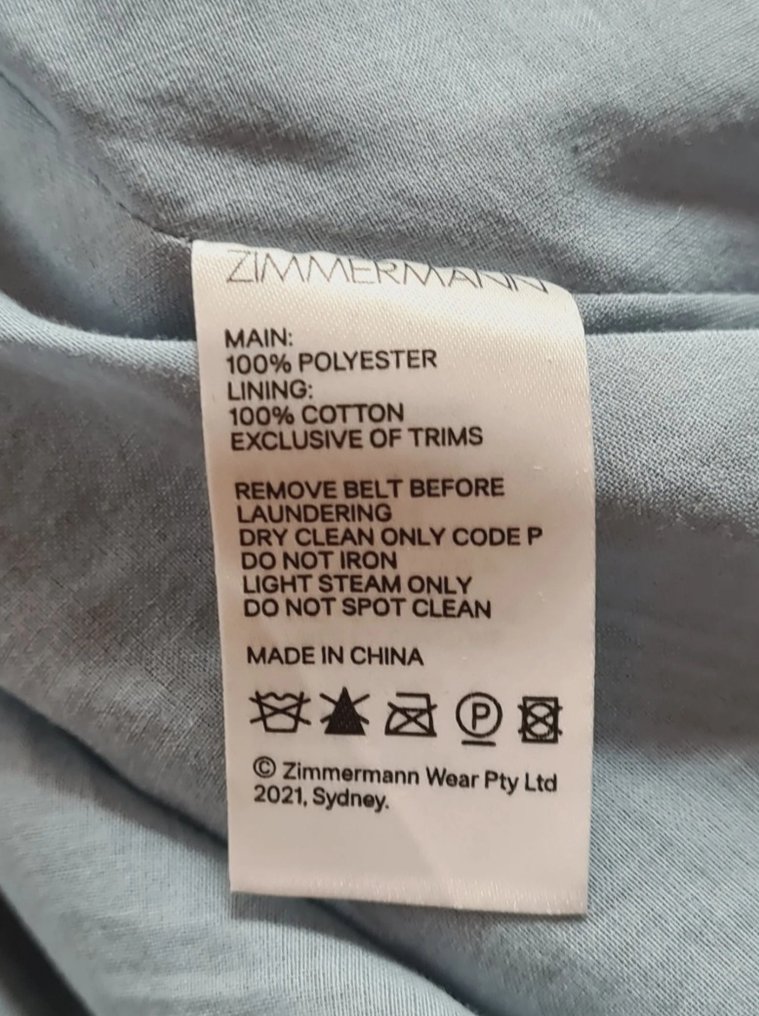 ZIMMERMANN
MAIN:
100% POLYESTER
LINING:
100% COTTON
EXCLUSIVE OF TRIMS
REMOVE BELT BEFORE
LAUNDERING
DRY CLEAN ONLY CODE P
DO NOT IRON
LIGHT STEAM ONLY
DO NOT SPOT CLEAN
MADE IN CHINA
P
© Zimmermann Wear Pty Ltd
2021, Sydney.